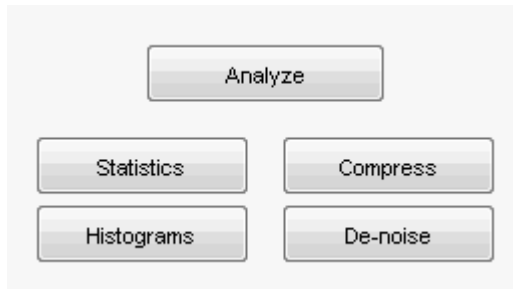 Analyze
Statistics
Compress
Histograms
De-noise